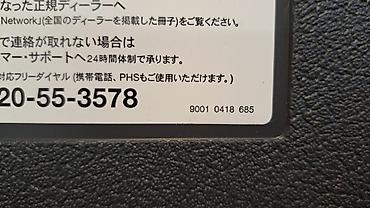 なった正規ディーラーへ
Network」(全国のディーラーを掲載した冊子)をご覧ください。
で連絡が取れない場合は
マー・サポートへ24時間体制で承ります。
対応フリーダイヤル (携帯電話、PHSもご使用いただけます。)
20-55-3578
9001 0418 685